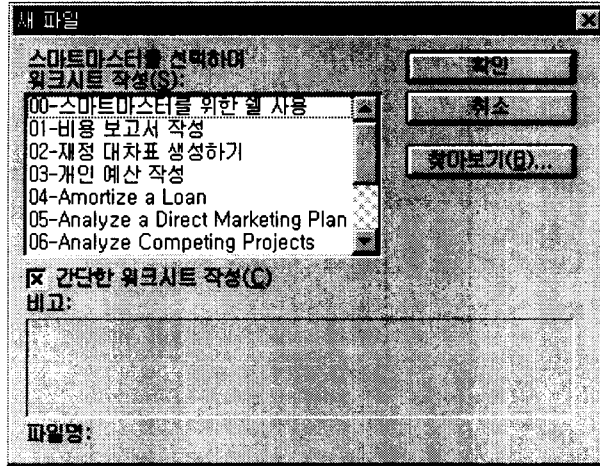 새 파일
스마트마스터를 선택하여
워크시트 작성(S):
00-스마트마스터를 위한 쉘 사용
01-비용 보고서 작성
02-재정 대차표 생성하기
03-개인 예산 작성
04-Amortize a Loan
05-Analyze a Direct Marketing Plan
06-Analyze Competing Projects
확인
취소
찾아보기(B)...
간단한 워크시트 작성(C)
비고:
파일명: